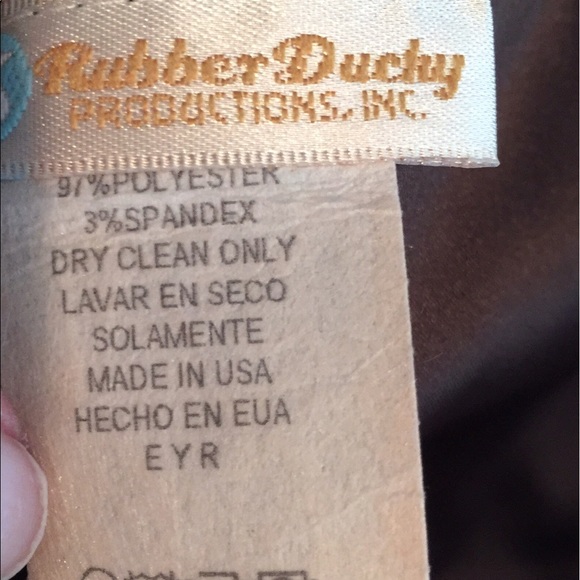 RubberDuchy
PRODUCTIONS, INC.
97%POLYESTER
3%SPANDEX
DRY CLEAN ONLY
LAVAR EN SECO
SOLAMENTE
MADE IN USA
HECHO EN EUA
E Y R